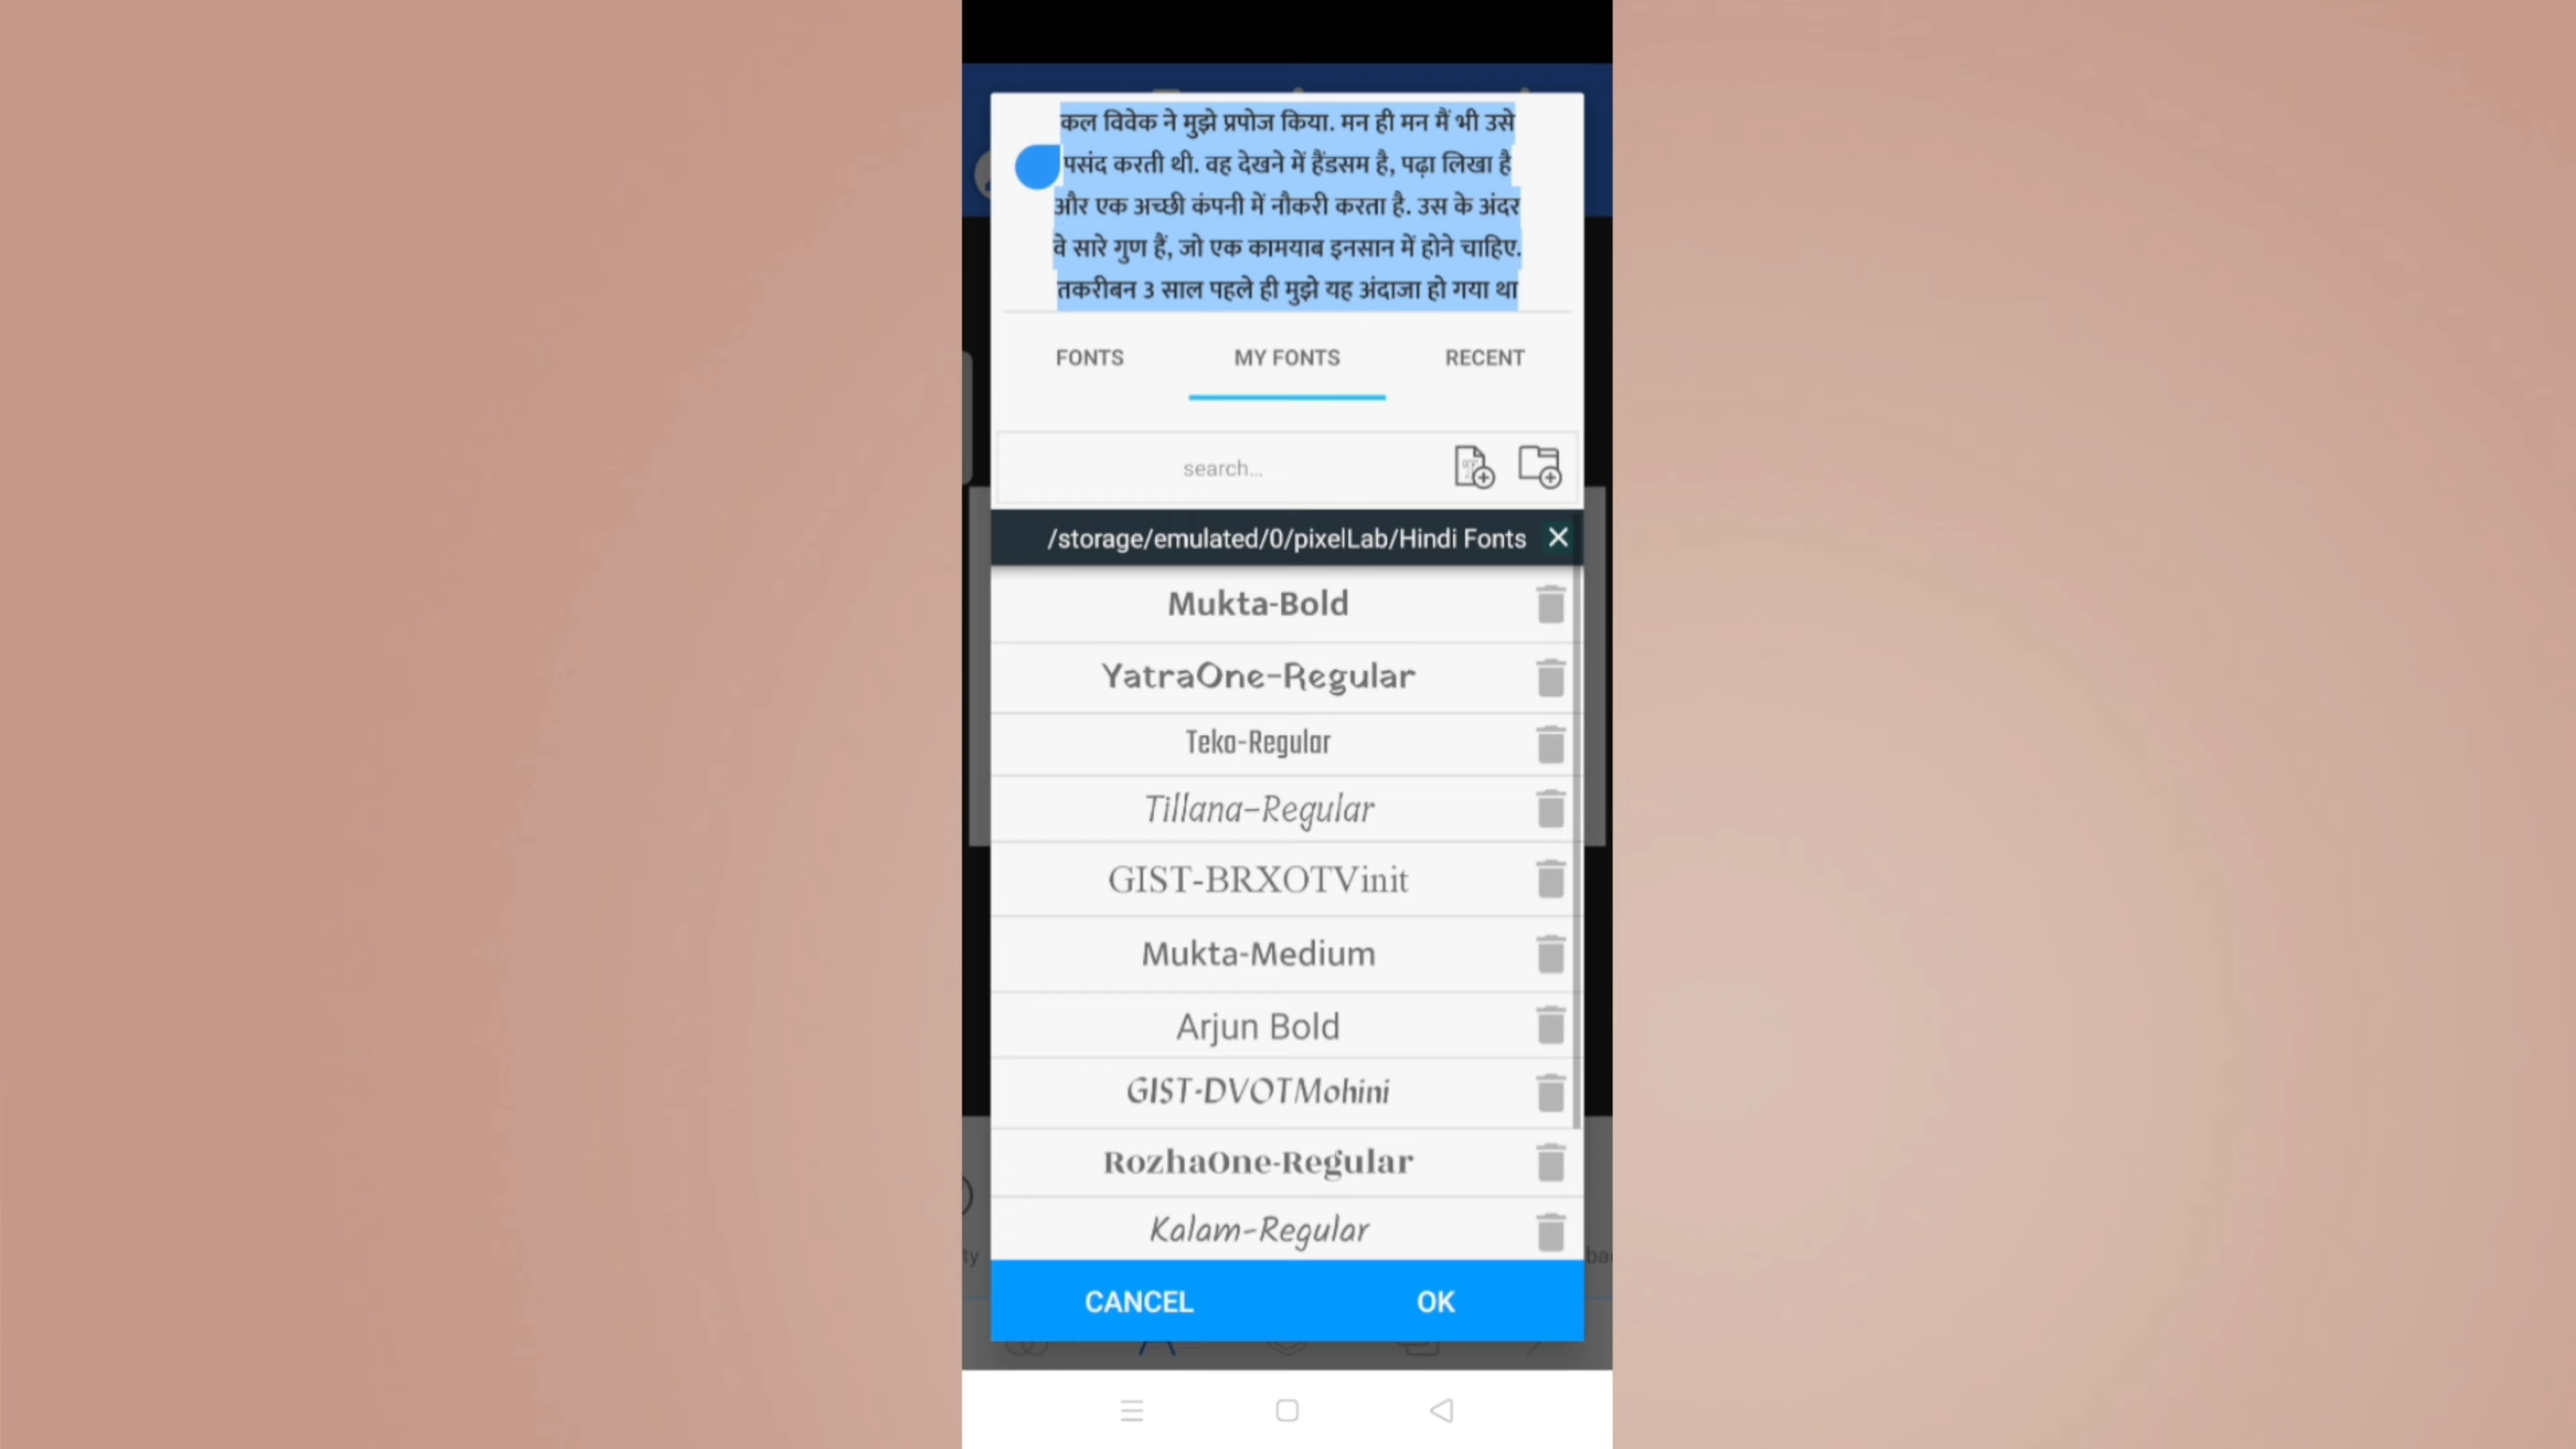 कल विवेक ने मुझे प्रपोज किया. मन ही मन मैं भी उसे
पसंद करती थी. वह देखने में हैंडसम है, पढ़ा लिखा है
और एक अच्छी कंपनी में नौकरी करता है. उस के अंदर
वे सारे गुण हैं, जो एक कामयाब इनसान में होने चाहिए.
तकरीबन 3 साल पहले ही मुझे यह अंदाजा हो गया था
FONTS MY FONTS RECENT
search...
/storage/emulated/0/pixelLab/Hindi Fonts
Mukta-Bold
YatraOne-Regular
Teko-Regular
Tillana-Regular
GIST-BRXOTVinit
Mukta-Medium
Arjun Bold
GIST-DVOTMohini
RozhaOne-Regular
Kalam-Regular
ty
CANCEL OK